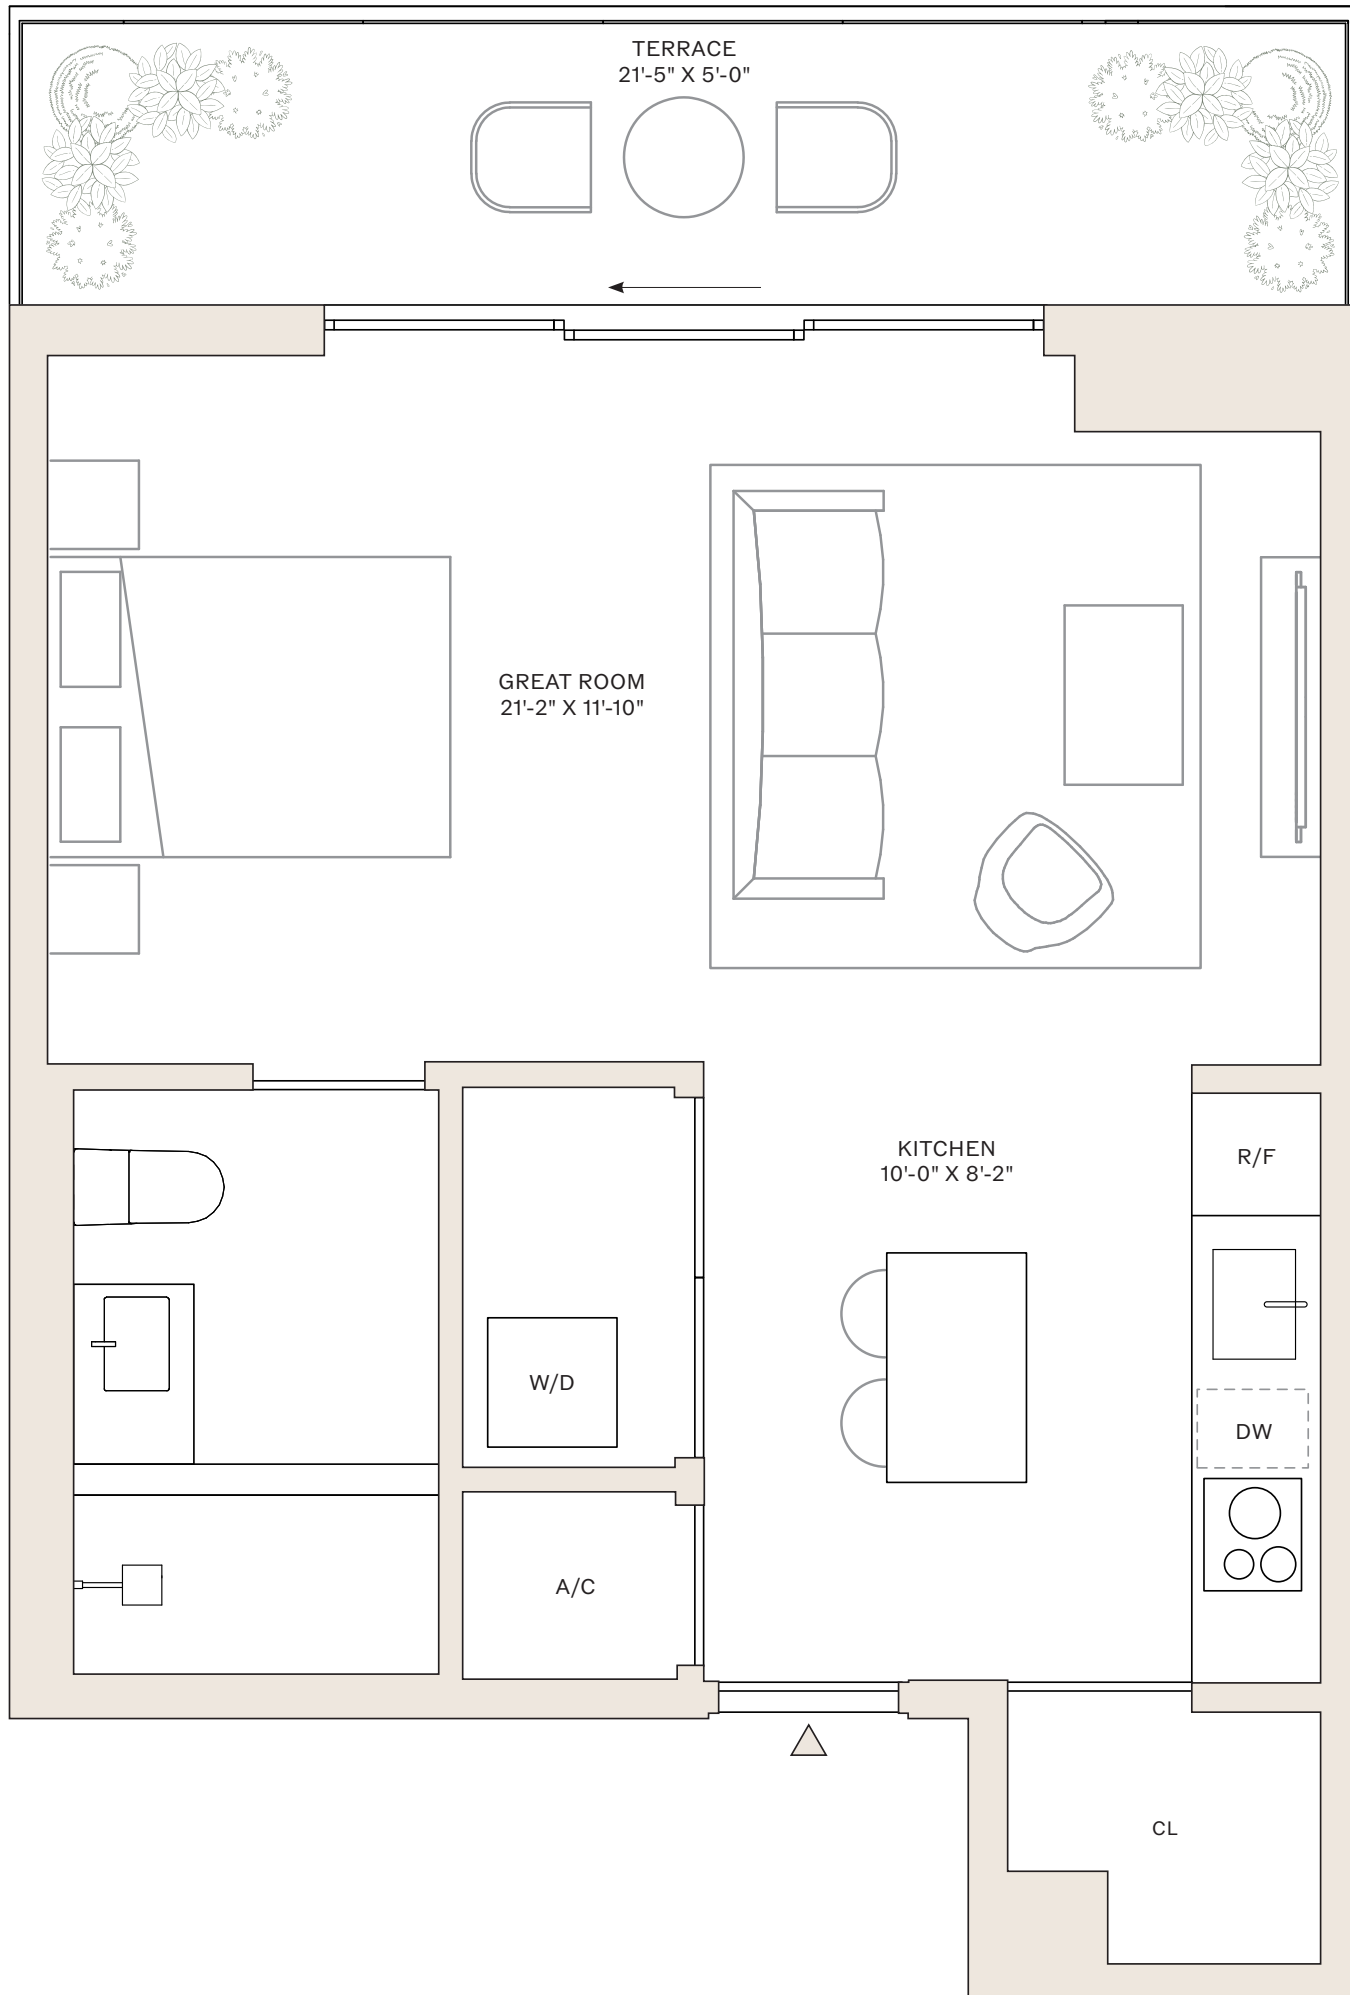 TERRACE
21'-5" X 5'-0"
GREAT ROOM
21'-2" X 11'-10"
KITCHEN
10'-0" X 8'-2"
R/F
W/D
DW
A/C
CL